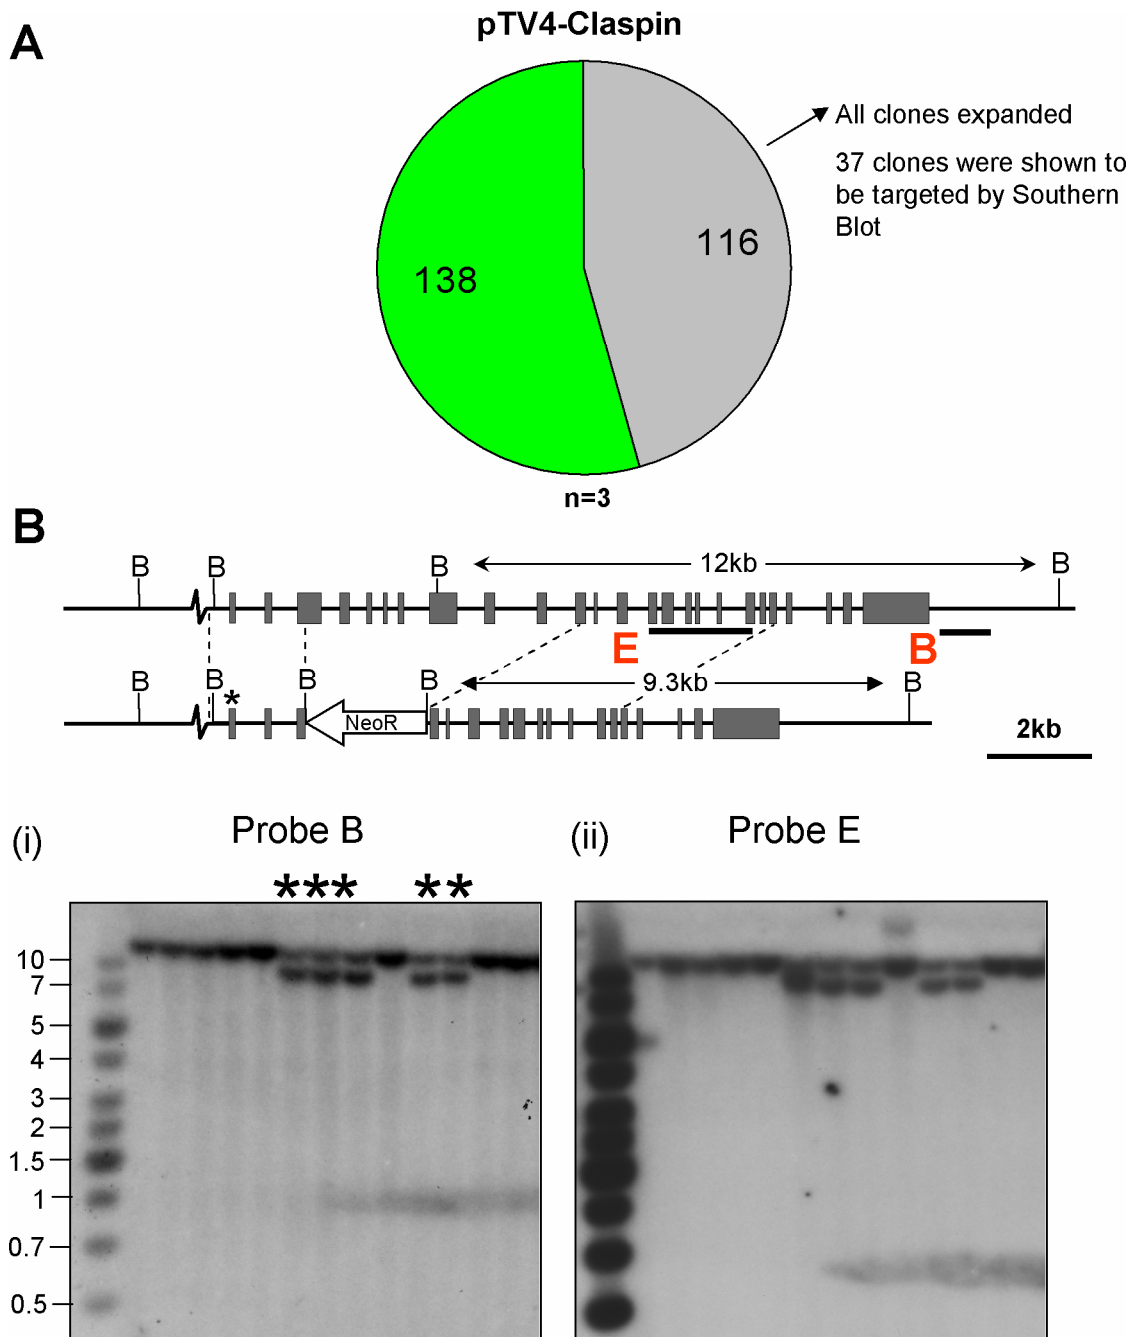 A
pTV4-Claspin
All clones expanded
37 clones were shown to
be targeted by Southern
Blot
138
116
n=3
B
B
B
B
12kb
B
E
B
B
B
*
B
NeoR
B
9.3kb
B
2kb
(i)
Probe B
(ii)
Probe E
*** **
10
7
5
4
3
2
1.5
1
0.7
0.5